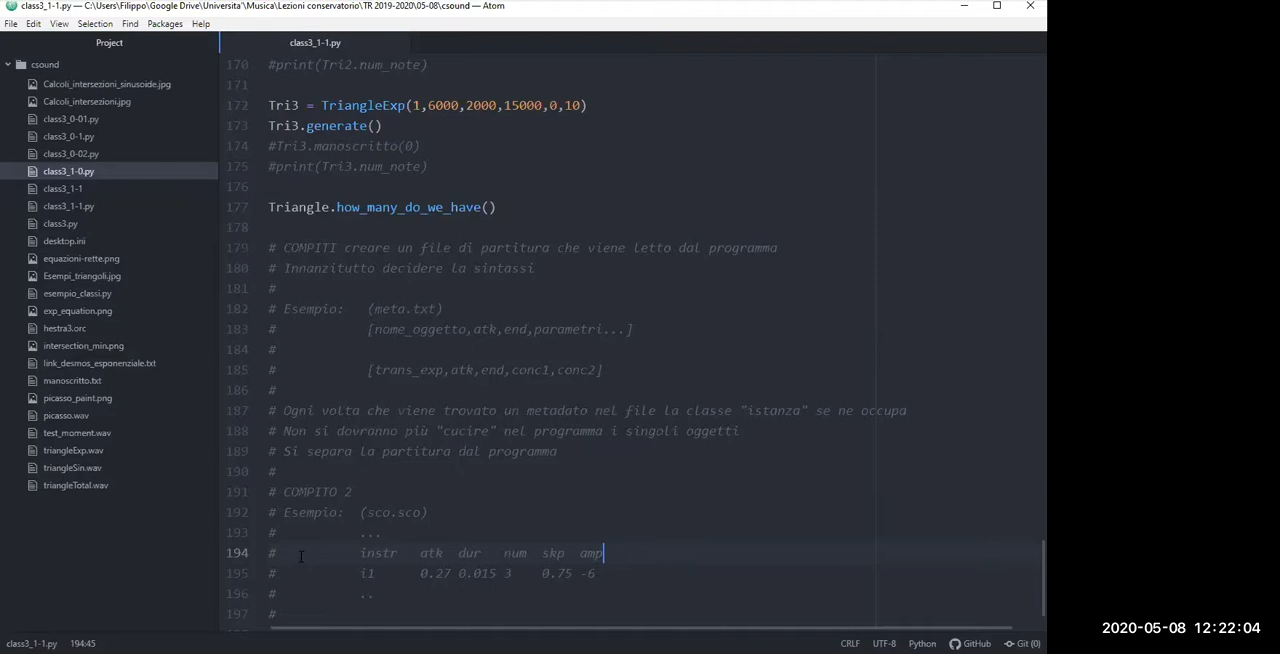 class3_1-1.py — C:\Users\Filippo\Google Drive\Universita'\Musica\Lezioni conservatorio\TR 2019-2020\05-08\csound — Atom
File Edit View Selection Find Packages Help
Project
csound
Calcoli_intersezioni_sinusoide.jpg
Calcoli_intersezioni.jpg
class3_0-01.py
class3_0-1.py
class3_0-02.py
class3_1-0.py
class3_1-1
class3_1-1.py
class3.py
desktop.ini
equazioni-rette.png
Esempi_triangoli.jpg
esempio_classi.py
exp_equation.png
hestra3.orc
intersection_min.png
link_desmos_esponenziale.txt
manoscritto.txt
picasso_paint.png
picasso.wav
test_moment.wav
triangleExp.wav
triangleSin.wav
triangleTotal.wav
class3_1-1.py
170 #print(Tri2.num_note)
171
172 Tri3 = TriangleExp(1,6000,2000,15000,0,10)
173 Tri3.generate()
174 #Tri3.manoscritto(0)
175 #print(Tri3.num_note)
176
177 Triangle.how_many_do_we_have()
178
179 # COMPITI creare un file di partitura che viene letto dal programma
180 # Innanzitutto decidere la sintassi
181 #
182 # Esempio: (meta.txt)
183 # [nome_oggetto,atk,end,parametri...]
184 #
185 # [trans_exp,atk,end,conc1,conc2]
186 #
187 # Ogni volta che viene trovato un metadato nel file la classe "istanza" se ne occupa
188 # Non si dovranno più "cucire" nel programma i singoli oggetti
189 # Si separa la partitura dal programma
190 #
191 # COMPITO 2
192 # Esempio: (sco.sco)
193 # ...
194 # instr atk dur num skp amp
195 # i1 0.27 0.015 3 0.75 -6
196 # ..
197 #
class3_1-1.py 194:45 CRLF UTF-8 Python GitHub Git (0)
2020-05-08 12:22:04